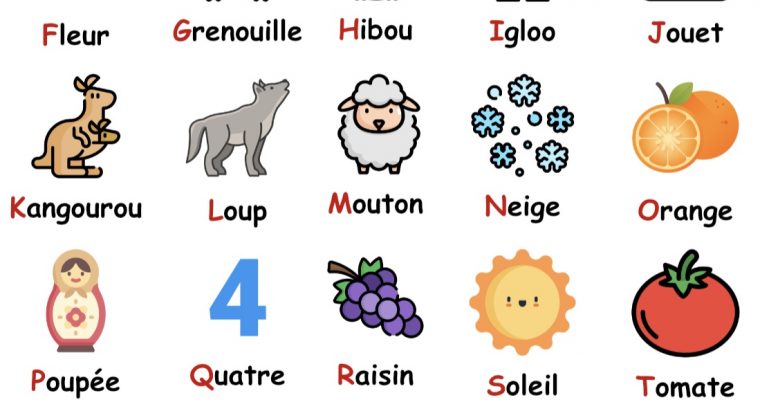 Fleur Grenouille Hibou Igloo Jouet
Kangourou Loup Mouton Neige Orange
4
Poupée Quatre Raisin Soleil Tomate